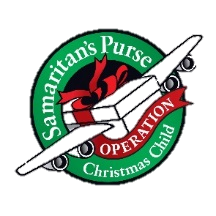 Samaritan's Purse
OPERATION
Christmas Child